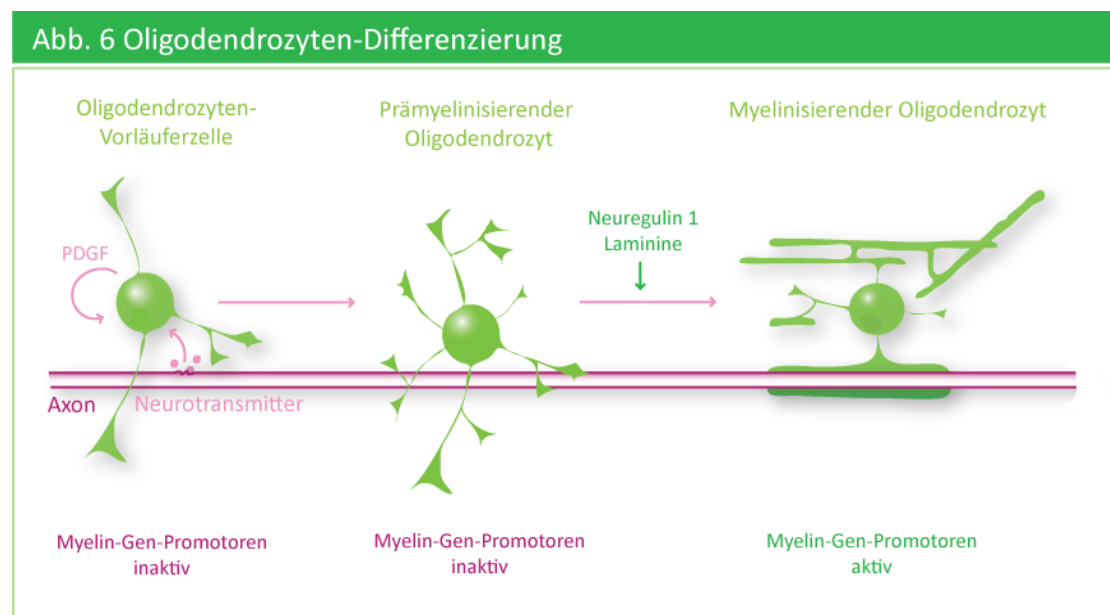 Abb. 6 Oligodendrozyten-Differenzierung
Oligodendrozyten-
Vorläuferzelle
Prämyelinisierender
Oligodendrozyt
Myelinisierender Oligodendrozyt
Neuregulin 1
Laminine
PDGF
Axon
Neurotransmitter
Myelin-Gen-Promotoren
inaktiv
Myelin-Gen-Promotoren
inaktiv
Myelin-Gen-Promotoren
aktiv